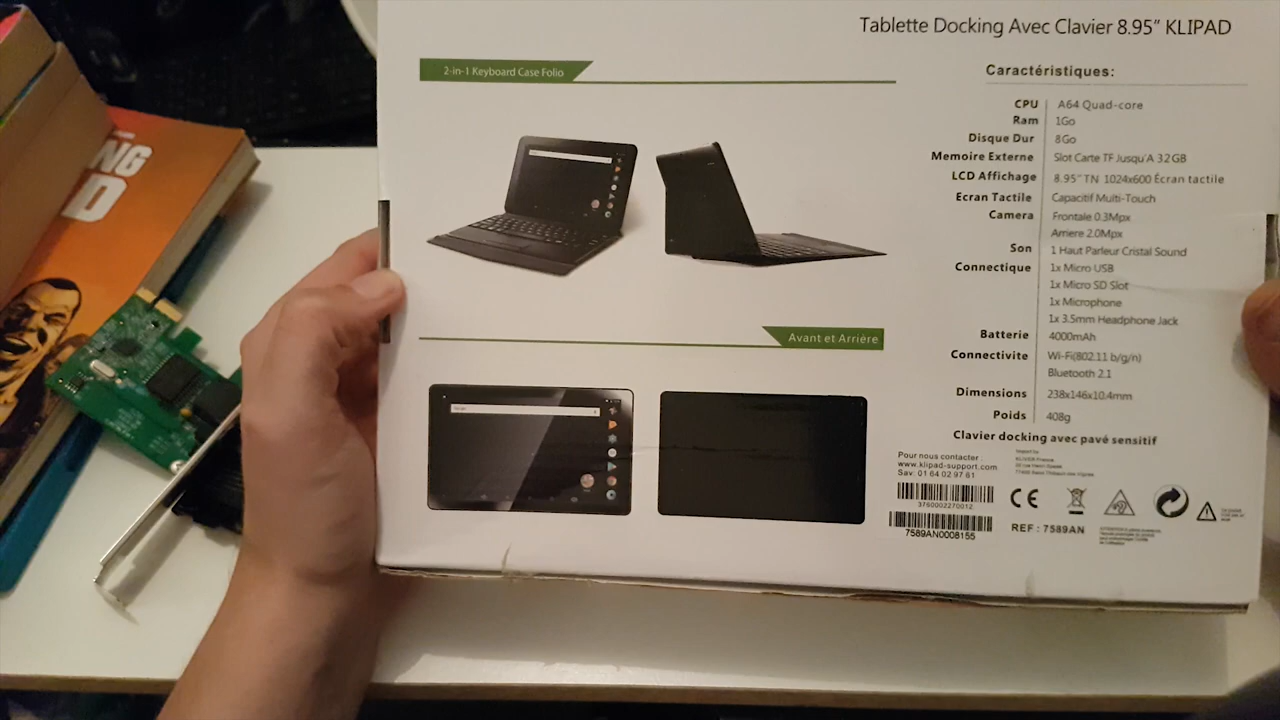 Tablette Docking Avec Clavier 8.95" KLIPAD
2-in-1 Keyboard Case Folio
Caractéristiques:
CPU A64 Quad-core
Ram 1Go
Disque Dur 8Go
Memoire Externe Slot Carte TF Jusqu'A 32GB
LCD Affichage 8.95"TN 1024x600 Écran tactile
Ecran Tactile Capacitif Multi-Touch
Camera Frontale 0.3Mpx
Arriere 2.0Mpx
Son 1 Haut Parleur Cristal Sound
Connectique 1x Micro USB
1x Micro SD Slot
1x Microphone
1x 3.5mm Headphone Jack
Batterie 4000mAh
Connectivite Wi-Fi(802.11 b/g/n)
Bluetooth 2.1
Dimensions 238x146x10.4mm
Poids 408g
Clavier docking avec pavé sensitif
Avant et Arrière
Pour nous contacter :
www.klipad-support.com
Sav: 01 64 02 97 81
3760002270012
7589AN0008155
CE
REF : 7589AN
NG
D